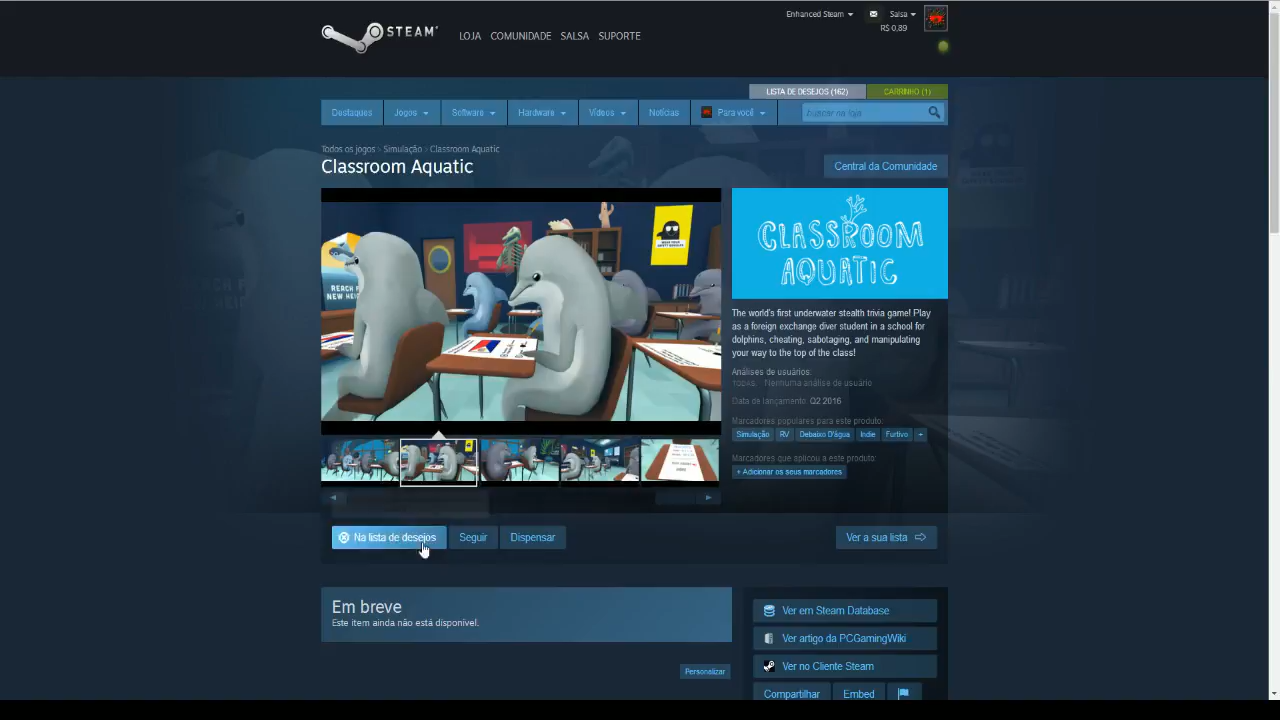 Enhanced Steam
Salsa
R$ 0,89
STEAM
LOJA
COMUNIDADE
SALSA
SUPORTE
LISTA DE DESEJOS (162)
CARRINHO (1)
Destaques
Jogos
Software
Hardware
Vídeos
Notícias
Para você
buscar na loja
Todos os jogos > Simulação > Classroom Aquatic
Classroom Aquatic
Central da Comunidade
REACH F
NEW HEI
CLASSROOM
AQUATIC
The world's first underwater stealth trivia game! Play
as a foreign exchange diver student in a school for
dolphins, cheating, sabotaging, and manipulating
your way to the top of the class!
Análises de usuários:
TODAS: Nenhuma análise de usuário
Data de lançamento: Q2 2016
Marcadores populares para este produto:
Simulação
RV
Debaixo D'água
Indie
Furtivo
+
Marcadores que aplicou a este produto:
+ Adicionar os seus marcadores
Na lista de desejos
Seguir
Dispensar
Ver a sua lista
Em breve
Este item ainda não está disponível.
Personalizar
Ver em Steam Database
Ver artigo da PCGamingWiki
Ver no Cliente Steam
Compartilhar
Embed